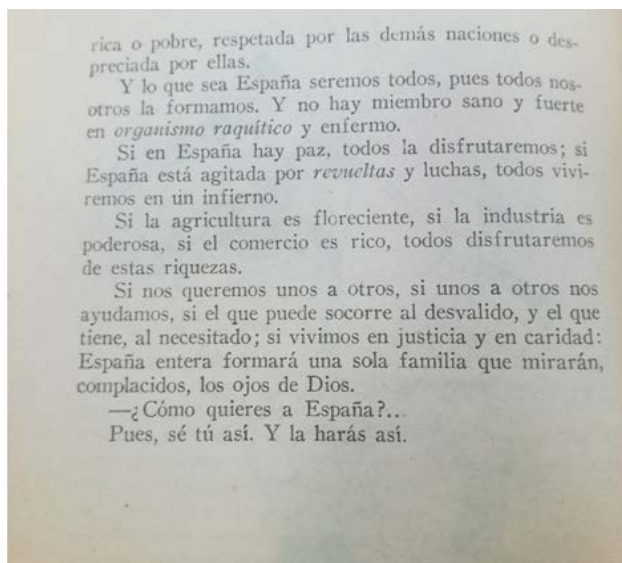 rica o pobre, respetada por las demás naciones o des-
preciada por ellas.
Y lo que sea España seremos todos, pues todos nos-
otros la formamos. Y no hay miembro sano y fuerte
en organismo raquítico y enfermo.
Si en España hay paz, todos la disfrutaremos; si
España está agitada por revueltas y luchas, todos vivi-
remos en un infierno.
Si la agricultura es floreciente, si la industria es
poderosa, si el comercio es rico, todos disfrutaremos
de estas riquezas.
Si nos queremos unos a otros, si unos a otros nos
ayudamos, si el que puede socorre al desvalido, y el que
tiene, al necesitado; si vivimos en justicia y en caridad:
España entera formará una sola familia que mirarán,
complacidos, los ojos de Dios.
—¿Cómo quieres a España?...
Pues, sé tú así. Y la harás así.